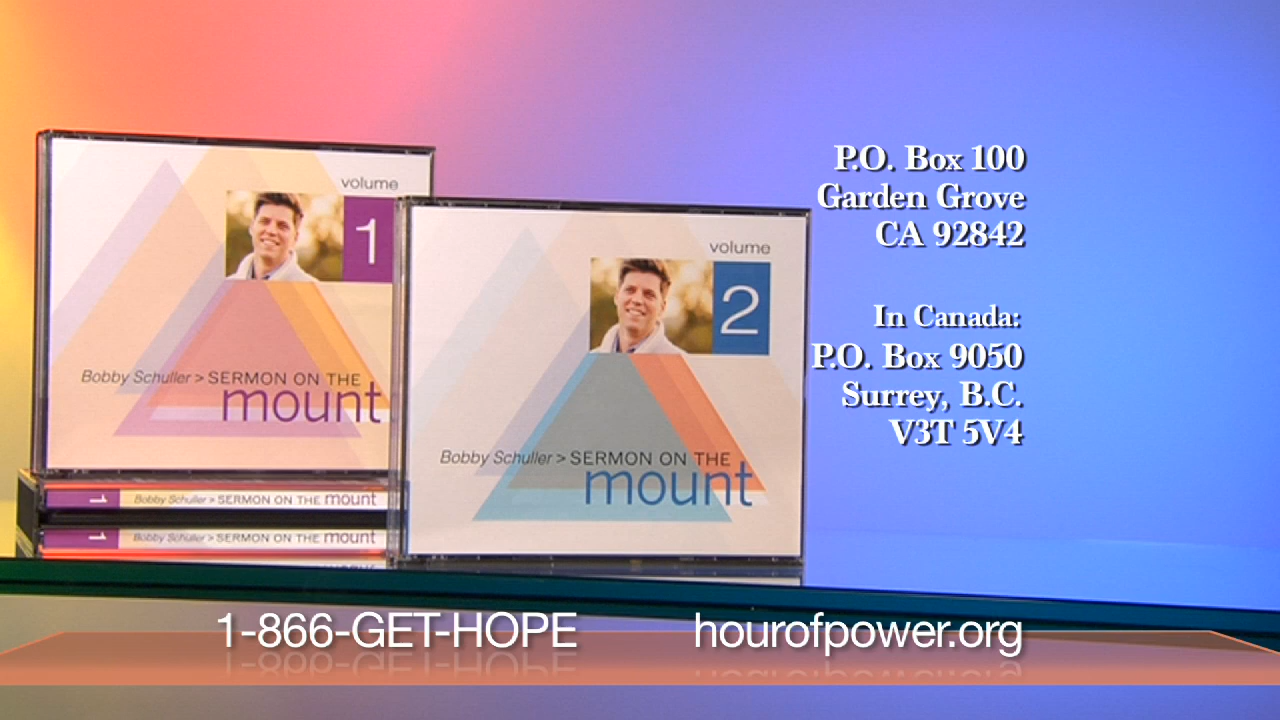 volume
1
Bobby Schuller > SERMON ON THE
mount
1 Bobby Schuller > SERMON ON THE mount
1 Bobby Schuller > SERMON ON THE mount
volume
2
Bobby Schuller > SERMON ON THE
mount
P.O. Box 100
Garden Grove
CA 92842
In Canada:
P.O. Box 9050
Surrey, B.C.
V3T 5V4
1-866-GET-HOPE hourofpower.org